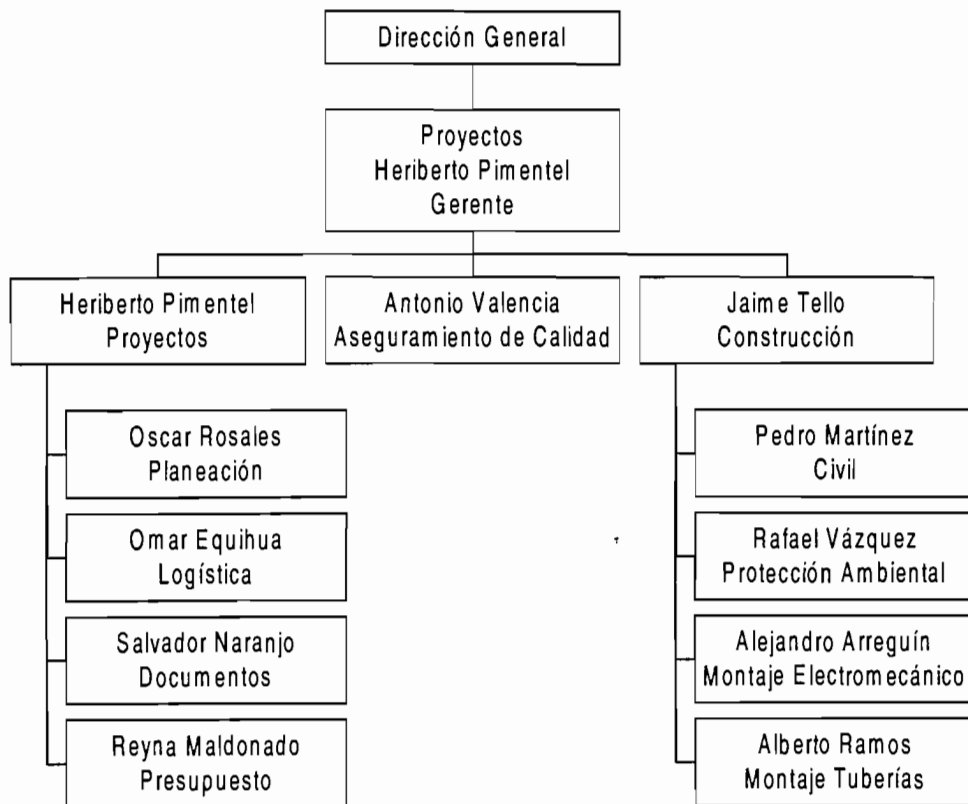 Dirección General
Proyectos
Heriberto Pimentel
Gerente
Heriberto Pimentel
Proyectos
Antonio Valencia
Aseguramiento de Calidad
Jaime Tello
Construcción
Oscar Rosales
Planeación
Omar Equihua
Logística
Salvador Naranjo
Documentos
Reyna Maldonado
Presupuesto
Pedro Martínez
Civil
Rafael Vázquez
Protección Ambiental
Alejandro Arreguín
Montaje Electromecánico
Alberto Ramos
Montaje Tuberías